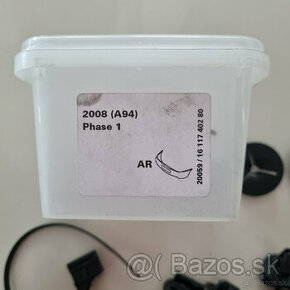 2008 (A94)
Phase 1
AR
20059 / 16 117 402 80
@ Bazos.sk